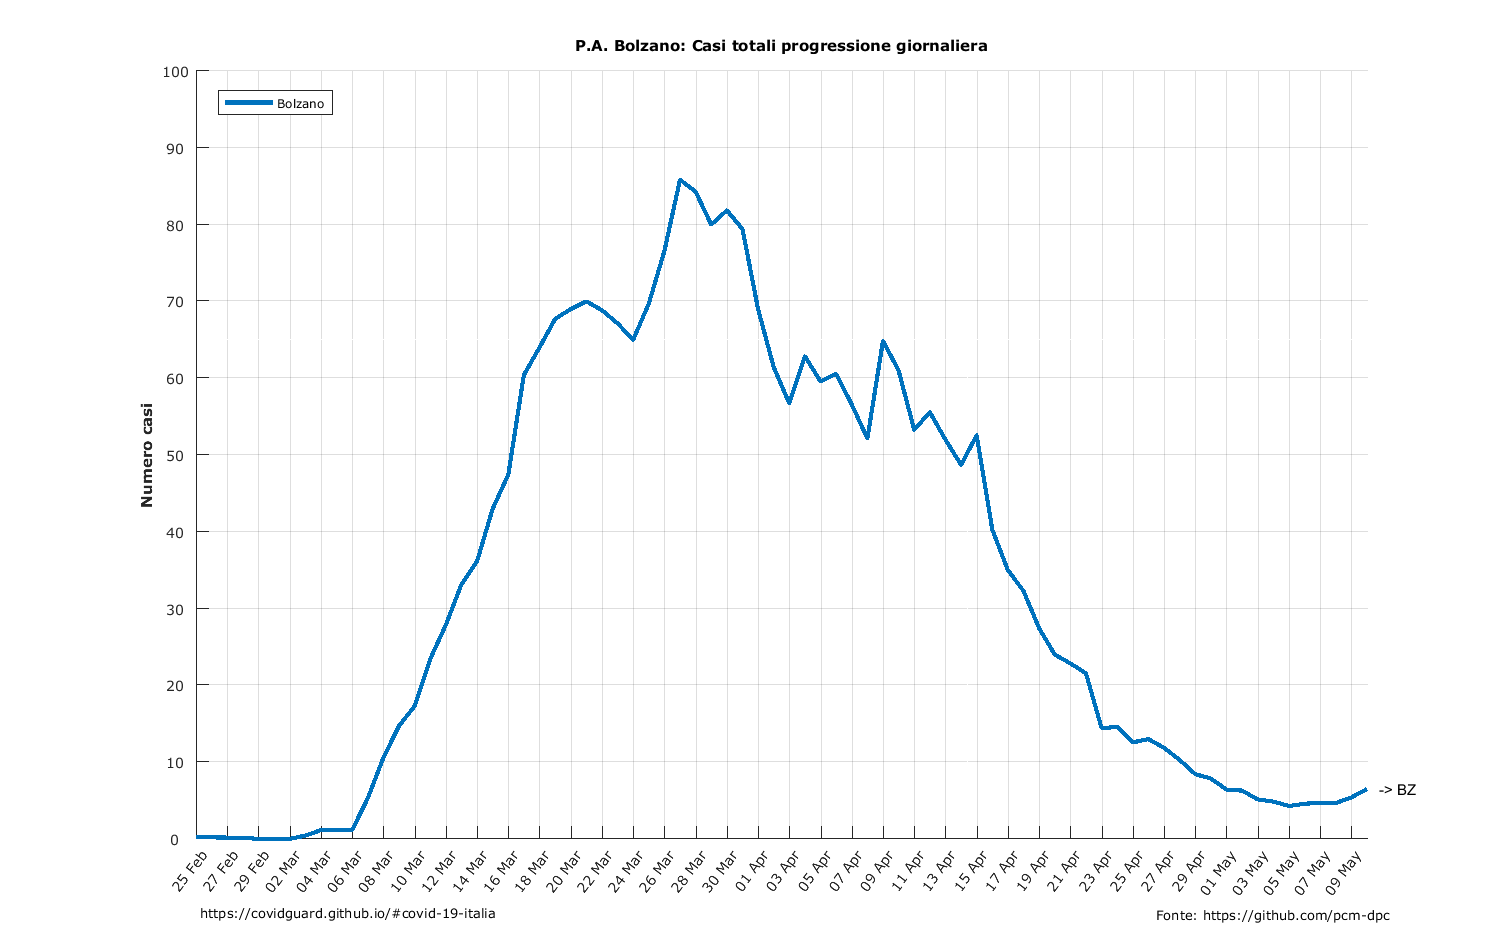 P.A. Bolzano: Casi totali progressione giornaliera
Bolzano
Numero casi
100
90
80
70
60
50
40
30
20
10
0
-> BZ
25 Feb
27 Feb
29 Feb
02 Mar
04 Mar
06 Mar
08 Mar
10 Mar
12 Mar
14 Mar
16 Mar
18 Mar
20 Mar
22 Mar
24 Mar
26 Mar
28 Mar
30 Mar
01 Apr
03 Apr
05 Apr
07 Apr
09 Apr
11 Apr
13 Apr
15 Apr
17 Apr
19 Apr
21 Apr
23 Apr
25 Apr
27 Apr
29 Apr
01 May
03 May
05 May
07 May
09 May
https://covidguard.github.io/#covid-19-italia
Fonte: https://github.com/pcm-dpc